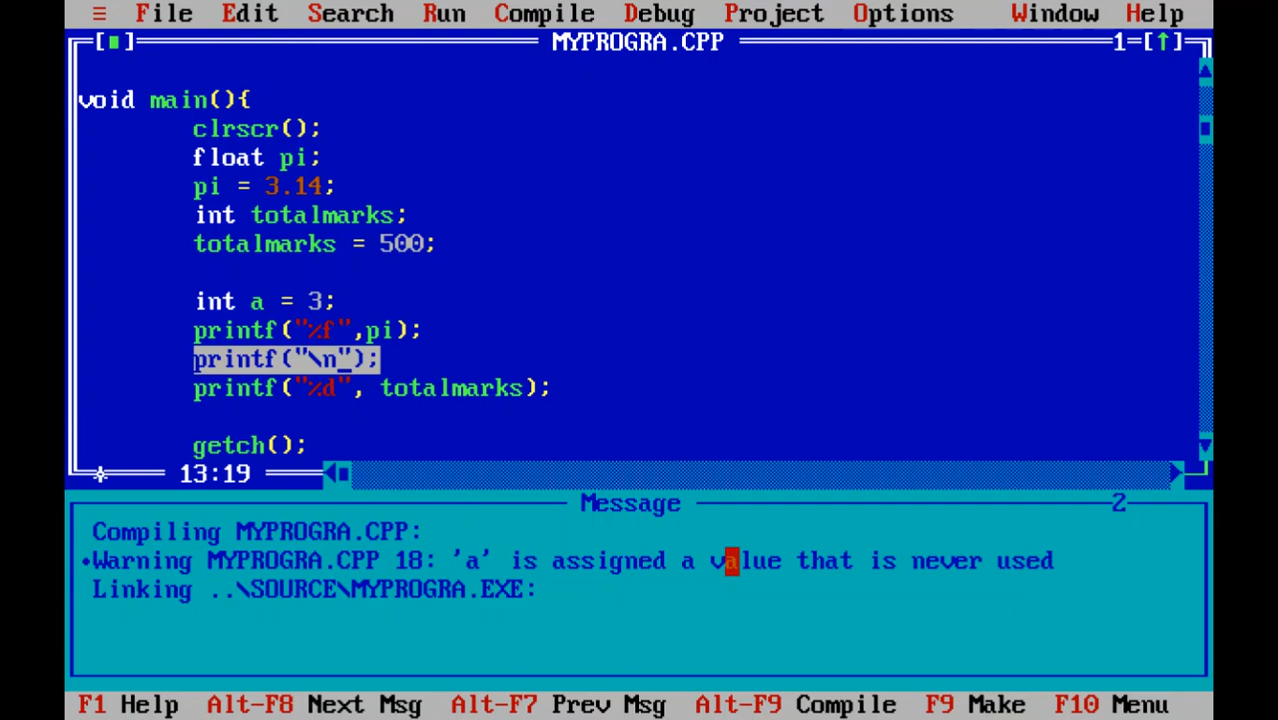 ≡ File Edit Search Run Compile Debug Project Options Window Help
[■] MYPROGRA.CPP 1=[↑]
void main(){
clrscr();
float pi;
pi = 3.14;
int totalmarks;
totalmarks = 500;
int a = 3;
printf("%f",pi);
printf("\n");
printf("%d", totalmarks);
getch();
13:19
Message 2
Compiling MYPROGRA.CPP:
•Warning MYPROGRA.CPP 18: 'a' is assigned a value that is never used
Linking ..\SOURCE\MYPROGRA.EXE:
F1 Help Alt-F8 Next Msg Alt-F7 Prev Msg Alt-F9 Compile F9 Make F10 Menu